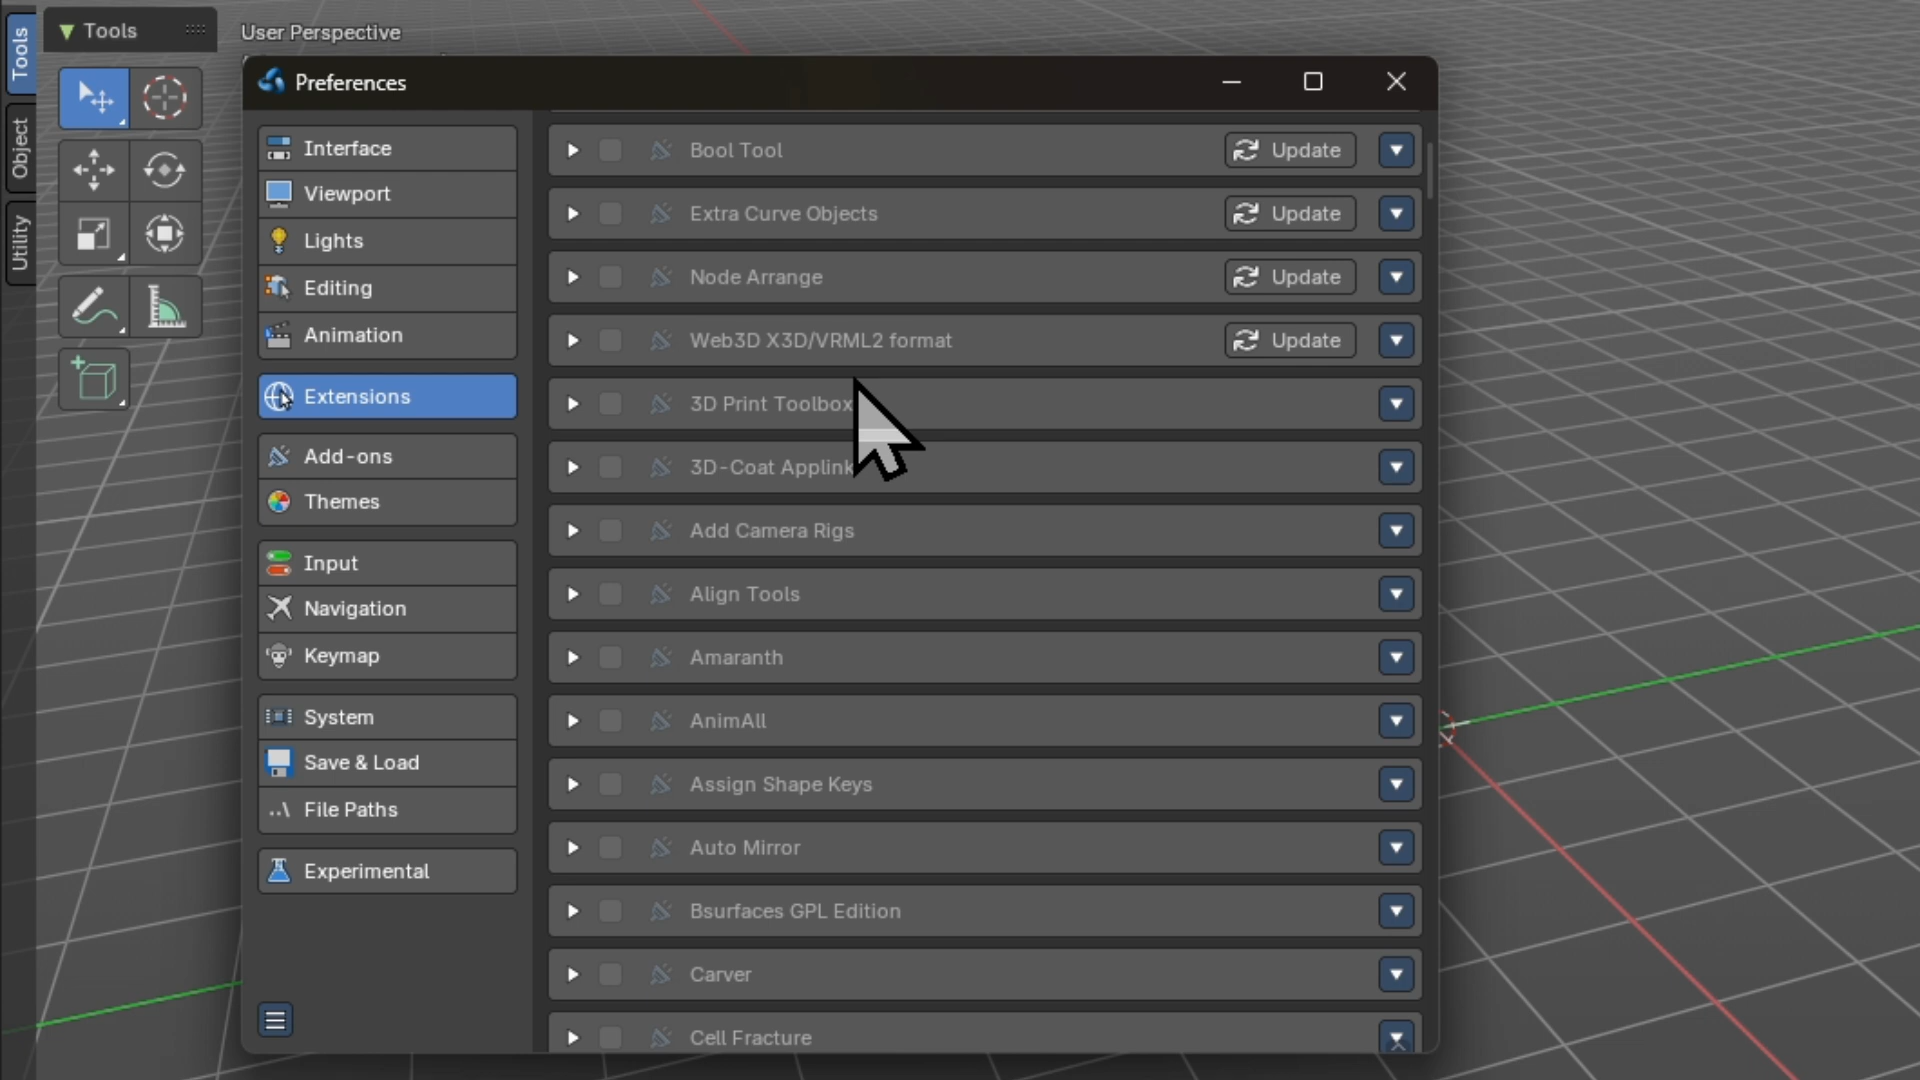 Tools
Object
Utility
Tools
User Perspective
Preferences
Interface
Viewport
Lights
Editing
Animation
Extensions
Add-ons
Themes
Input
Navigation
Keymap
System
Save & Load
File Paths
Experimental
Bool Tool
Update
Extra Curve Objects
Update
Node Arrange
Update
Web3D X3D/VRML2 format
Update
3D Print Toolbox
3D-Coat Applink
Add Camera Rigs
Align Tools
Amaranth
AnimAll
Assign Shape Keys
Auto Mirror
Bsurfaces GPL Edition
Carver
Cell Fracture